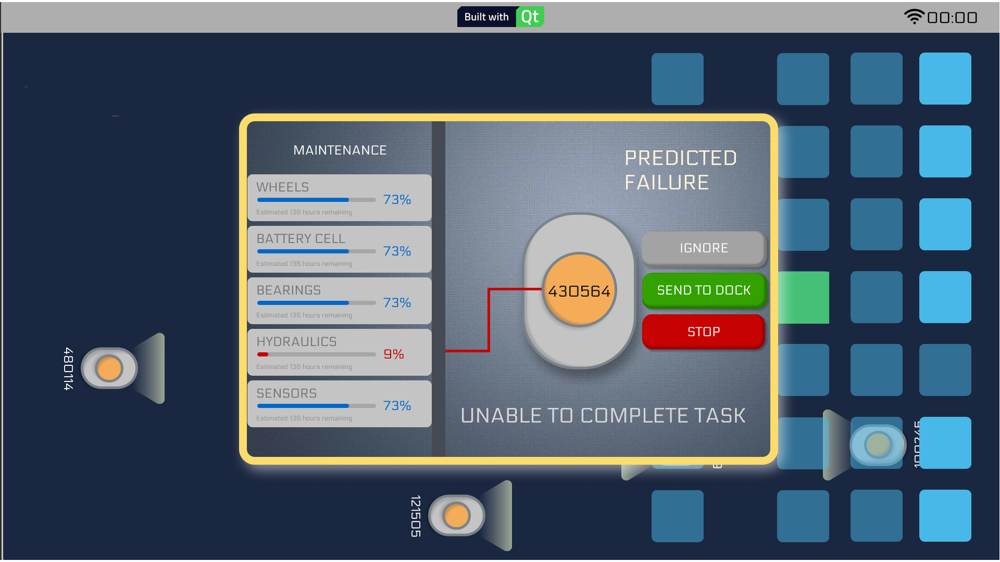 Built with Qt
00:00
MAINTENANCE
WHEELS
73%
Estimated 136 hours remaining
BATTERY CELL
73%
Estimated 136 hours remaining
BEARINGS
73%
Estimated 136 hours remaining
HYDRAULICS
9%
Estimated 136 hours remaining
SENSORS
73%
Estimated 136 hours remaining
PREDICTED
FAILURE
430564
IGNORE
SEND TO DOCK
STOP
UNABLE TO COMPLETE TASK
480114
121505